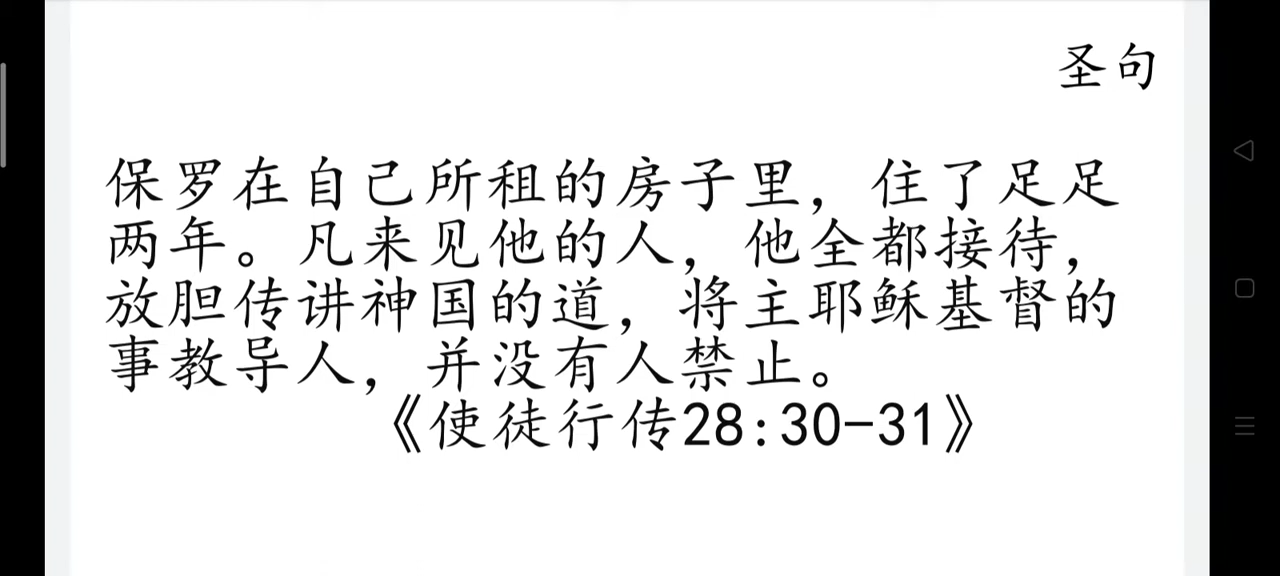 圣句
保罗在自己所租的房子里，住了足足
两年。凡来见他的人，他全都接待，
放胆传讲神国的道，将主耶稣基督的
事教导人，并没有人禁止。
《使徒行传28:30-31》